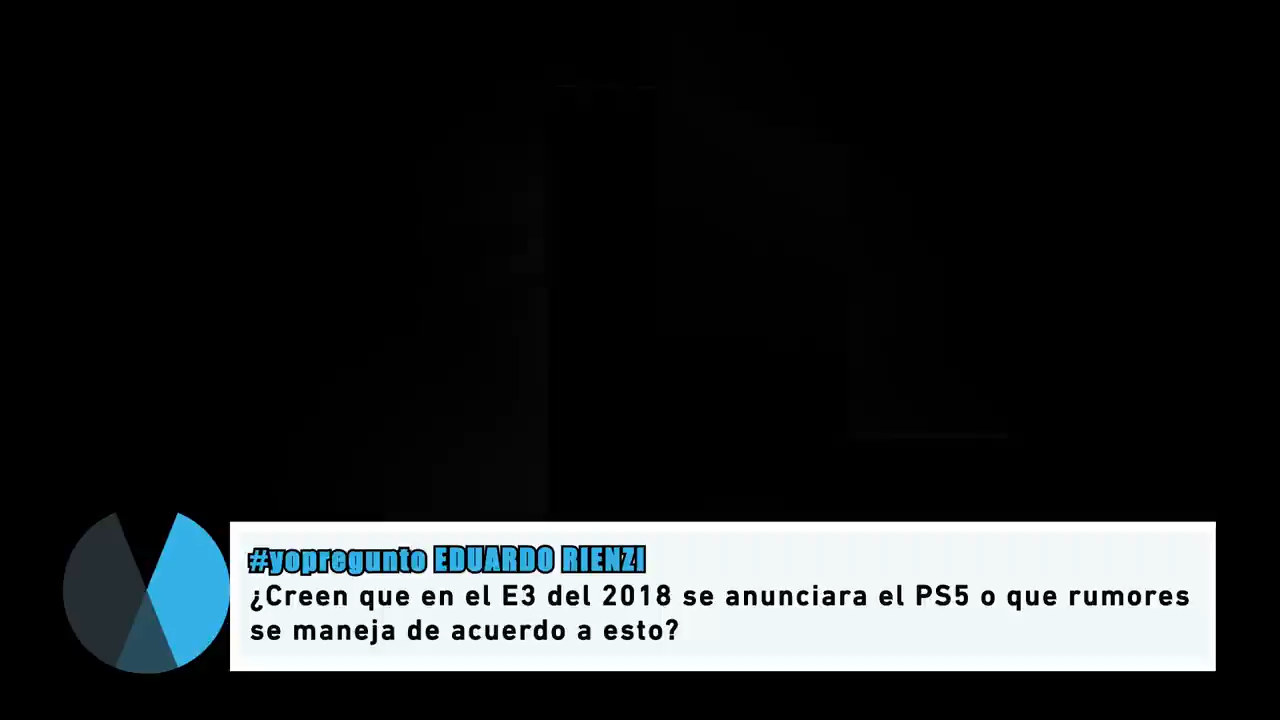 #yopregunto EDUARDO RIENZI
¿Creen que en el E3 del 2018 se anunciara el PS5 o que rumores
se maneja de acuerdo a esto?